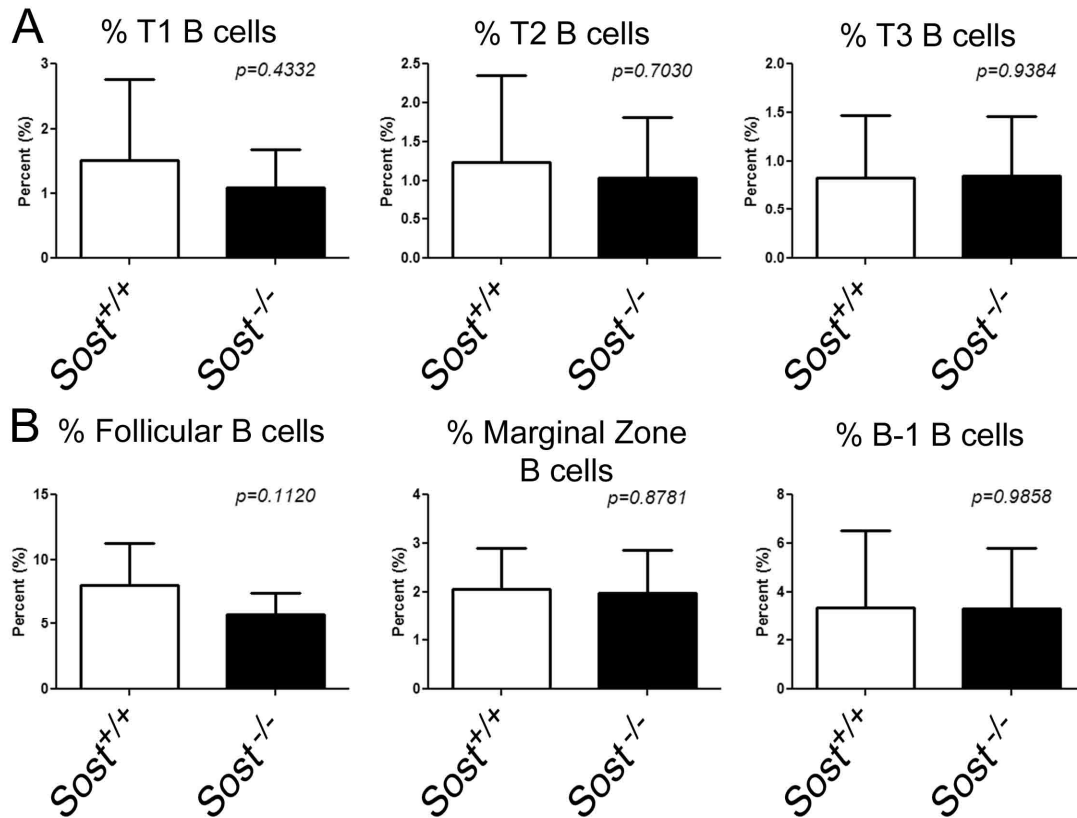 A
% T1 B cells
3
2
1
0
Percent (%)
p=0.4332
Sost+/+
Sost-/-
% T2 B cells
2.5
2.0
1.5
1.0
0.5
0.0
Percent (%)
p=0.7030
Sost+/+
Sost-/-
% T3 B cells
2.0
1.5
1.0
0.5
0.0
Percent (%)
p=0.9384
Sost+/+
Sost-/-
B
% Follicular B cells
15
10
5
0
Percent (%)
p=0.1120
Sost+/+
Sost-/-
% Marginal Zone
B cells
4
3
2
1
0
Percent (%)
p=0.8781
Sost+/+
Sost-/-
% B-1 B cells
8
6
4
2
0
Percent (%)
p=0.9858
Sost+/+
Sost-/-